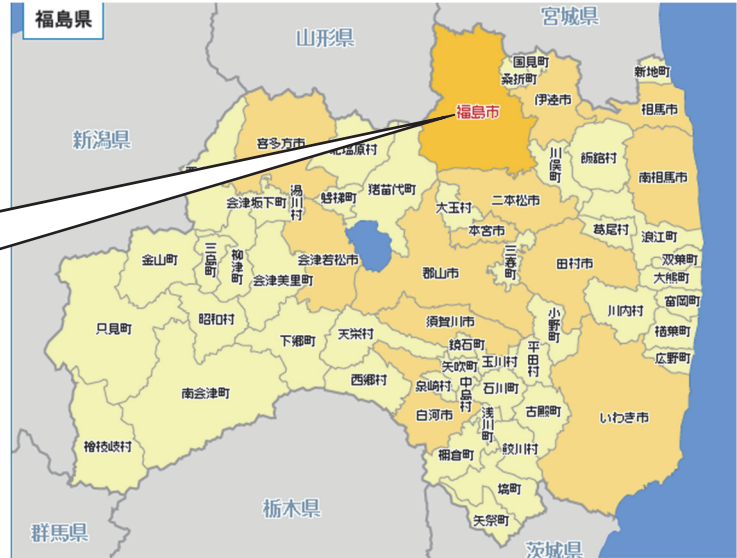 福島県
宮城県
山形県
国見町
桑折町
新地町
伊達市
相馬市
福島市
新潟県
喜多方市
北塩原村
川俣町
飯舘村
南相馬市
猪苗代町
磐梯町
湯川村
会津坂下町
大玉村
二本松市
本宮市
葛尾村
浪江町
双葉町
大熊町
金山町
三島町
柳津町
会津若松市
会津美里町
郡山市
三春町
田村市
富岡町
川内村
楢葉町
広野町
只見町
昭和村
下郷町
天栄村
須賀川市
小野町
鏡石町
矢吹町
玉川村
平田村
西郷村
泉崎村
中島村
石川町
南会津町
白河市
浅川町
古殿町
いわき市
檜枝岐村
棚倉町
鮫川村
塙町
矢祭町
栃木県
群馬県
茨城県